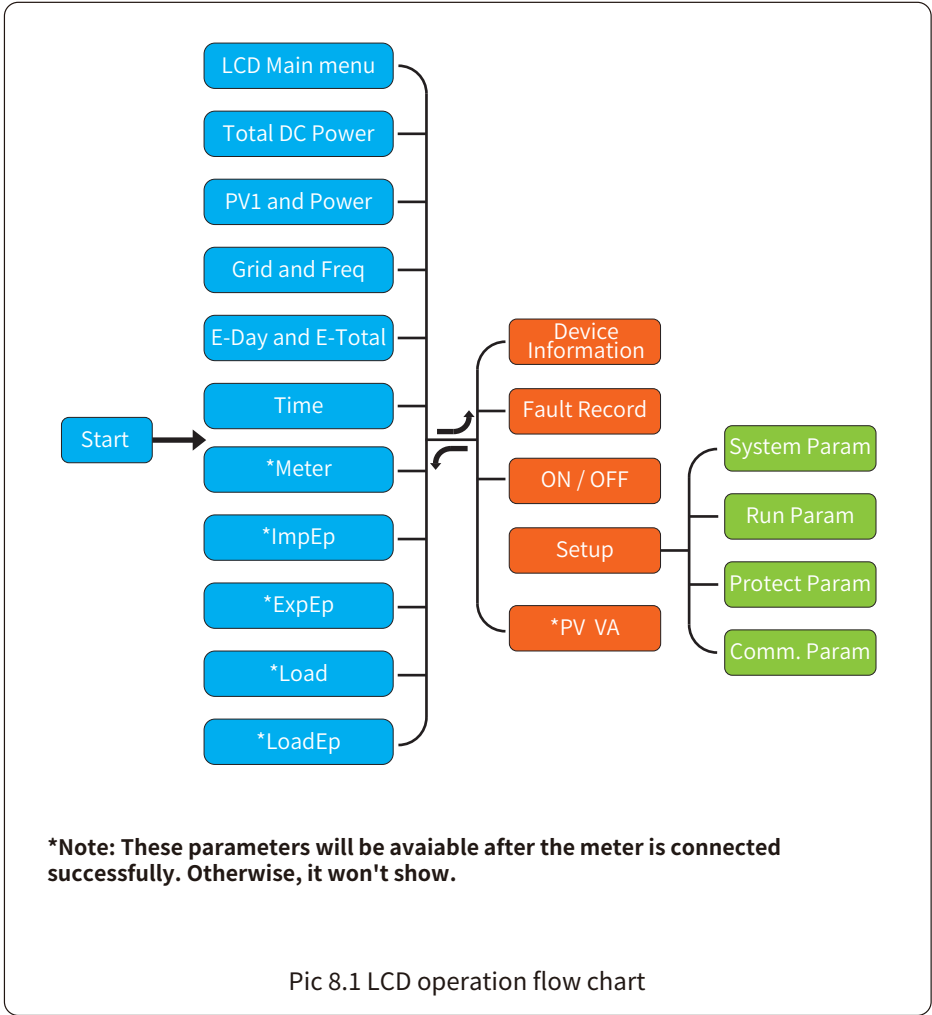 LCD Main menu
Total DC Power
PV1 and Power
Grid and Freq
E-Day and E-Total
Time
Start
*Meter
*ImpEp
*ExpEp
*Load
*LoadEp
Device
Information
Fault Record
ON / OFF
Setup
*PV VA
System Param
Run Param
Protect Param
Comm. Param
*Note: These parameters will be avaiable after the meter is connected
successfully. Otherwise, it won't show.
Pic 8.1 LCD operation flow chart